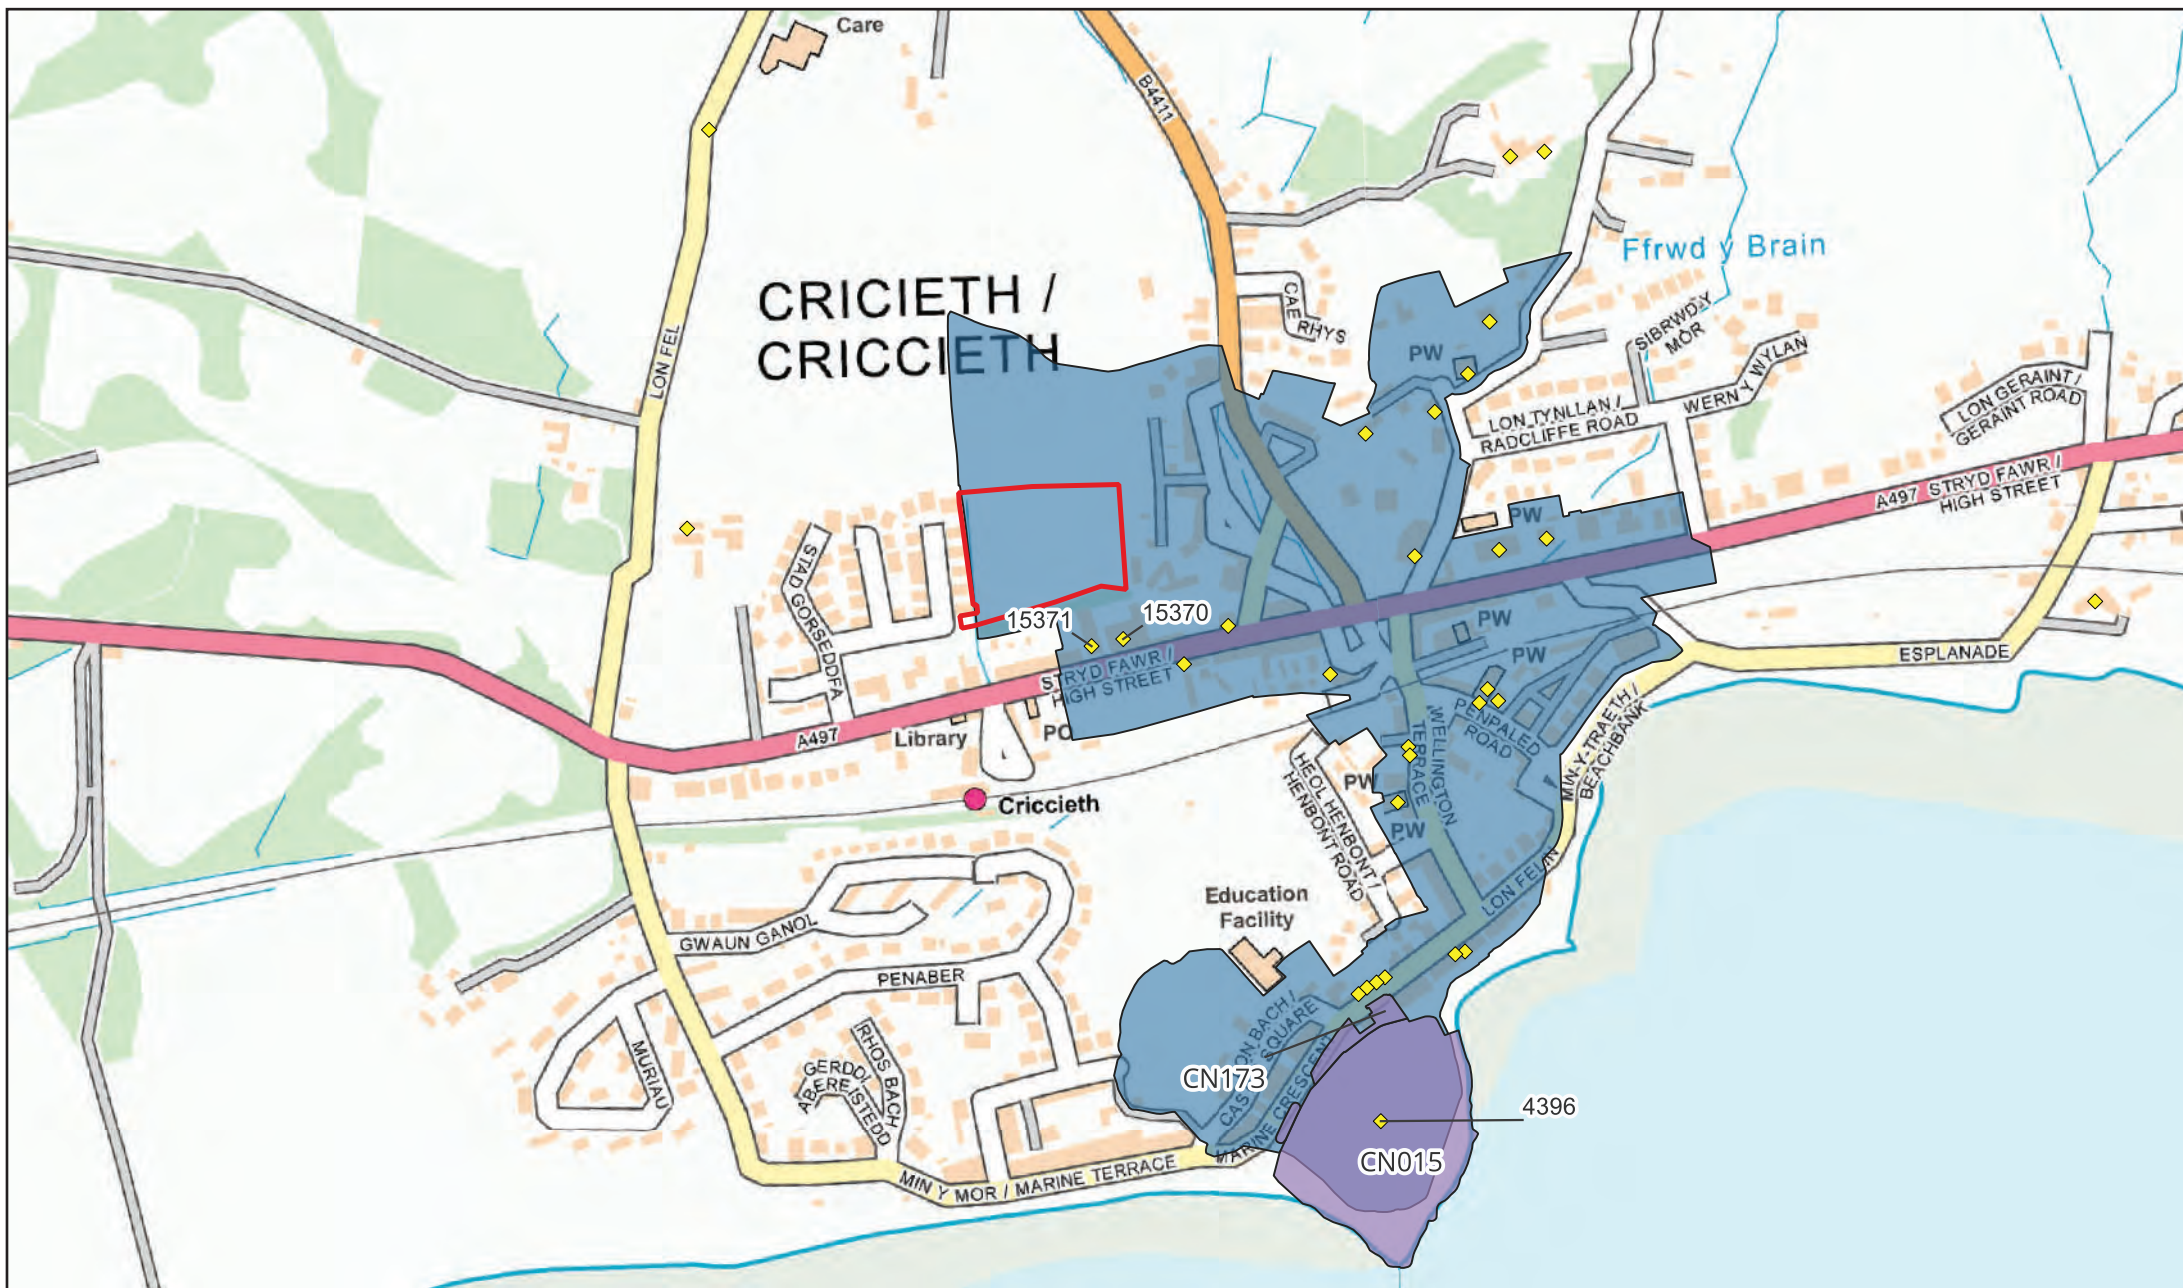 Care
B4411
Ffrwd y Brain
CRICIETH /
CRICCIETH
LON FEL
CAE
RHYS
PW
SIBRWD-Y
MÔR
WERN Y WYLAN
LON TYNLLAN /
RADCLIFFE ROAD
LON GERAINT /
GERAINT ROAD
A497 STRYD FAWR /
HIGH STREET
PW
STAD GORSEDDFA
15371
15370
PW
PW
STRYD FAWR /
HIGH STREET
ESPLANADE
PENPALED
ROAD
WELLINGTON
TERRACE
MIN-Y-TRAETH /
BEACHBANK
A497
Library
PO
HEOL HENBONT /
HENBONT ROAD
PW
PW
Criccieth
LON FELIN
Education
Facility
GWAUN GANOL
PENABER
MURIAU
RHOS BACH
GERDDI
ABEREISTEDD
SQUARE
CN173
MARINE CRESCENT
4396
CN015
MIN Y MOR / MARINE TERRACE